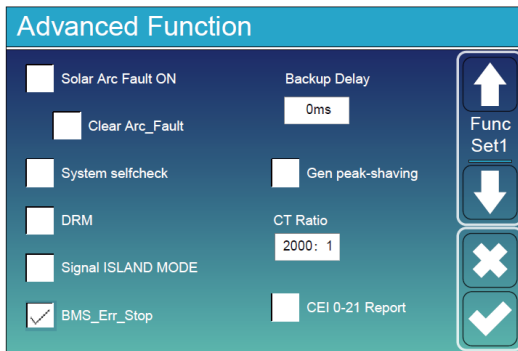 Advanced Function
Solar Arc Fault ON
Backup Delay
0ms
Clear Arc_Fault
Func
Set1
System selfcheck
Gen peak-shaving
DRM
CT Ratio
2000: 1
Signal ISLAND MODE
BMS_Err_Stop
CEI 0-21 Report